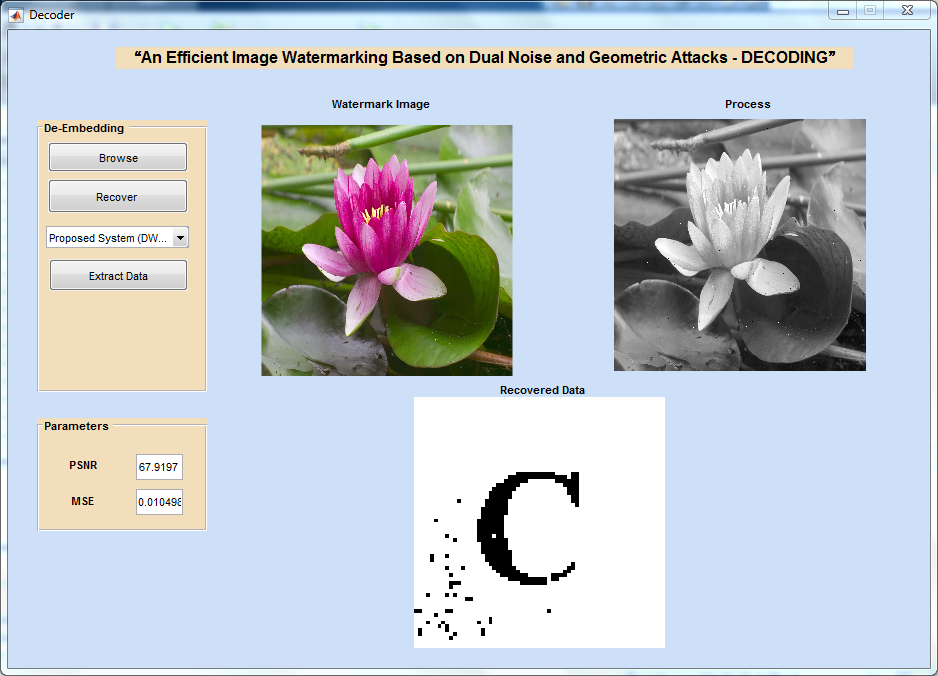 Decoder
“An Efficient Image Watermarking Based on Dual Noise and Geometric Attacks - DECODING”
Watermark Image
Process
De-Embedding
Browse
Recover
Proposed System (DW...
Extract Data
Recovered Data
Parameters
PSNR
67.9197
MSE
0.010498
C